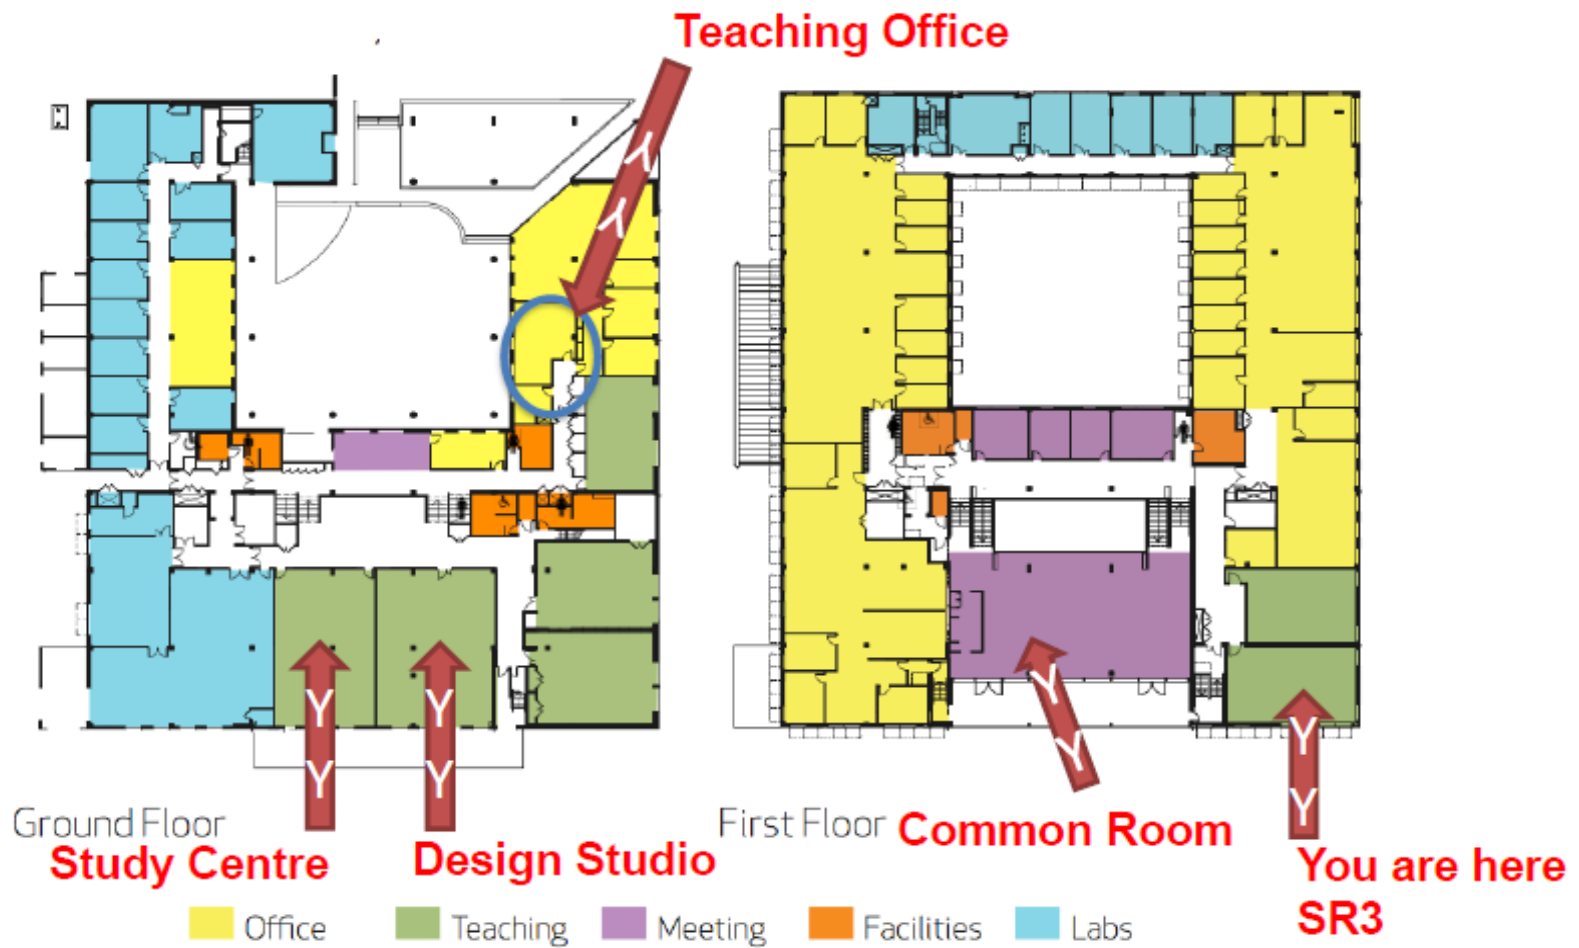 Teaching Office
Y
Y
Y
Y
Y
Y
Y
Y
Y
Y
Ground Floor
First Floor
Common Room
Study Centre
Design Studio
You are here
SR3
Office
Teaching
Meeting
Facilities
Labs